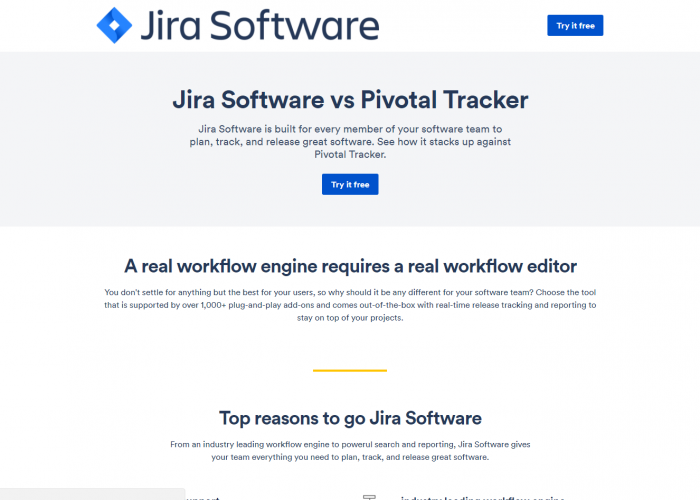 Jira Software
Try it free
Jira Software vs Pivotal Tracker
Jira Software is built for every member of your software team to
plan, track, and release great software. See how it stacks up against
Pivotal Tracker.
Try it free
A real workflow engine requires a real workflow editor
You don't settle for anything but the best for your users, so why should it be any different for your software team? Choose the tool
that is supported by over 1,000+ plug-and-play add-ons and comes out-of-the-box with real-time release tracking and reporting to
stay on top of your projects.
Top reasons to go Jira Software
From an industry leading workflow engine to powerul search and reporting, Jira Software gives
your team everything you need to plan, track, and release great software.
industry leading workflow engine